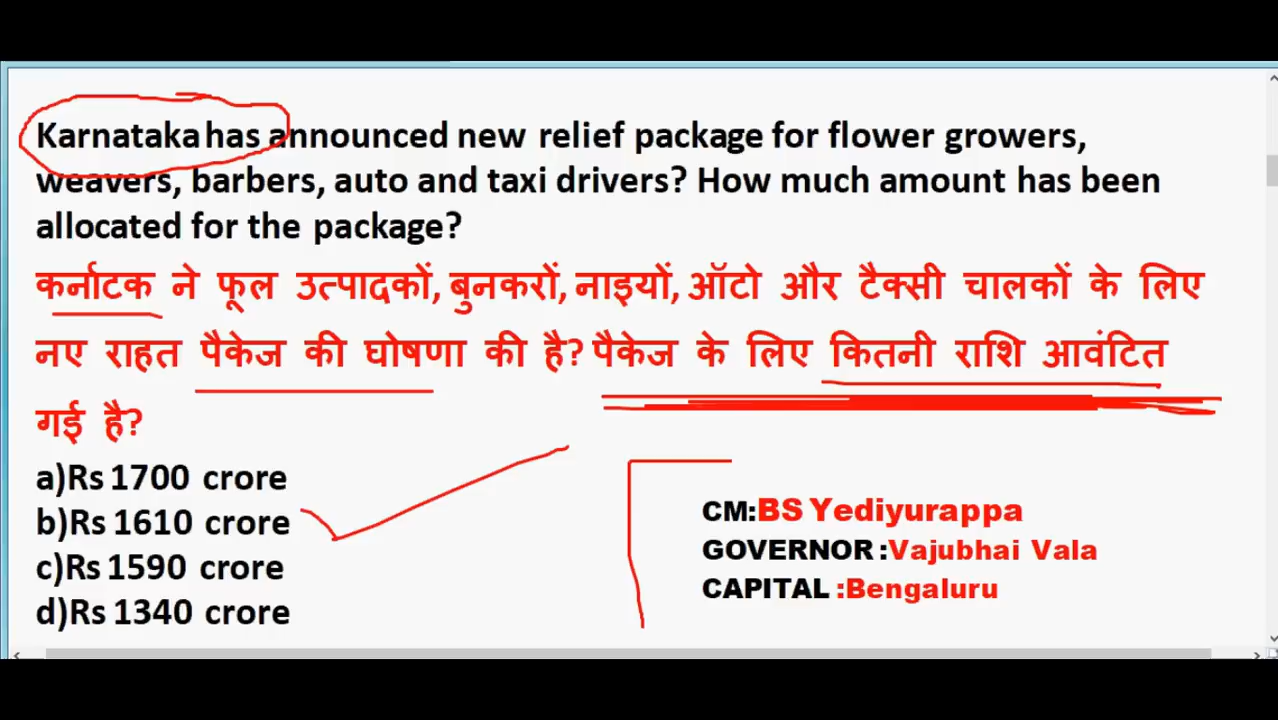 Karnataka has announced new relief package for flower growers,
weavers, barbers, auto and taxi drivers? How much amount has been
allocated for the package?
कर्नाटक ने फूल उत्पादकों, बुनकरों, नाइयों, ऑटो और टैक्सी चालकों के लिए
नए राहत पैकेज की घोषणा की है? पैकेज के लिए कितनी राशि आवंटित
गई है?
a)Rs 1700 crore
b)Rs 1610 crore
c)Rs 1590 crore
d)Rs 1340 crore
CM:BS Yediyurappa
GOVERNOR :Vajubhai Vala
CAPITAL :Bengaluru